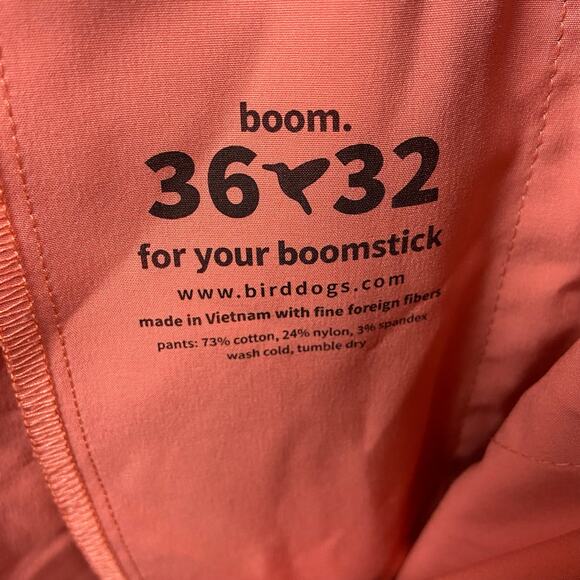 boom.
36 32
for your boomstick
www.birddogs.com
made in Vietnam with fine foreign fibers
pants: 73% cotton, 24% nylon, 3% spandex
wash cold, tumble dry